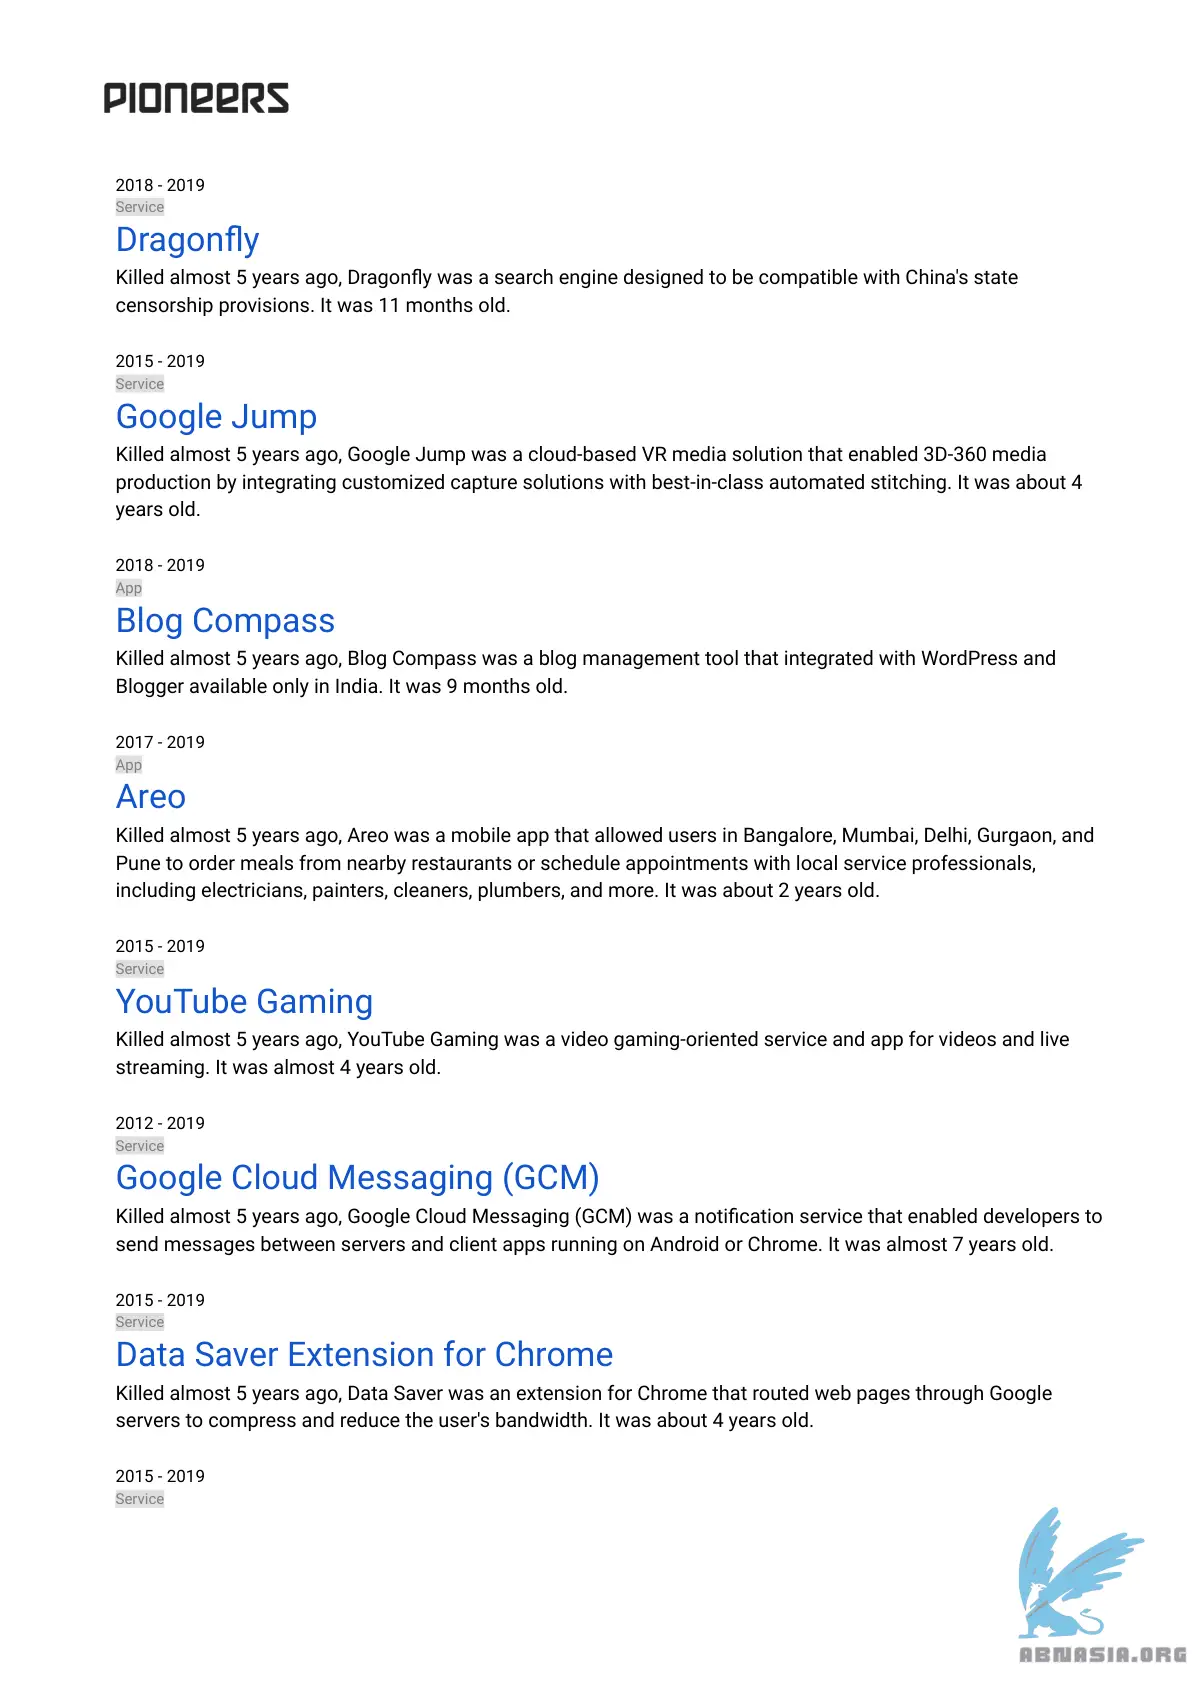 PIONEERS
2018 - 2019
Service
Dragonfly
Killed almost 5 years ago, Dragonfly was a search engine designed to be compatible with China's state
censorship provisions. It was 11 months old.
2015 - 2019
Service
Google Jump
Killed almost 5 years ago, Google Jump was a cloud-based VR media solution that enabled 3D-360 media
production by integrating customized capture solutions with best-in-class automated stitching. It was about 4
years old.
2018 - 2019
App
Blog Compass
Killed almost 5 years ago, Blog Compass was a blog management tool that integrated with WordPress and
Blogger available only in India. It was 9 months old.
2017 - 2019
App
Areo
Killed almost 5 years ago, Areo was a mobile app that allowed users in Bangalore, Mumbai, Delhi, Gurgaon, and
Pune to order meals from nearby restaurants or schedule appointments with local service professionals,
including electricians, painters, cleaners, plumbers, and more. It was about 2 years old.
2015 - 2019
Service
YouTube Gaming
Killed almost 5 years ago, YouTube Gaming was a video gaming-oriented service and app for videos and live
streaming. It was almost 4 years old.
2012 - 2019
Service
Google Cloud Messaging (GCM)
Killed almost 5 years ago, Google Cloud Messaging (GCM) was a notification service that enabled developers to
send messages between servers and client apps running on Android or Chrome. It was almost 7 years old.
2015 - 2019
Service
Data Saver Extension for Chrome
Killed almost 5 years ago, Data Saver was an extension for Chrome that routed web pages through Google
servers to compress and reduce the user's bandwidth. It was about 4 years old.
2015 - 2019
Service
ABNASIA.ORG